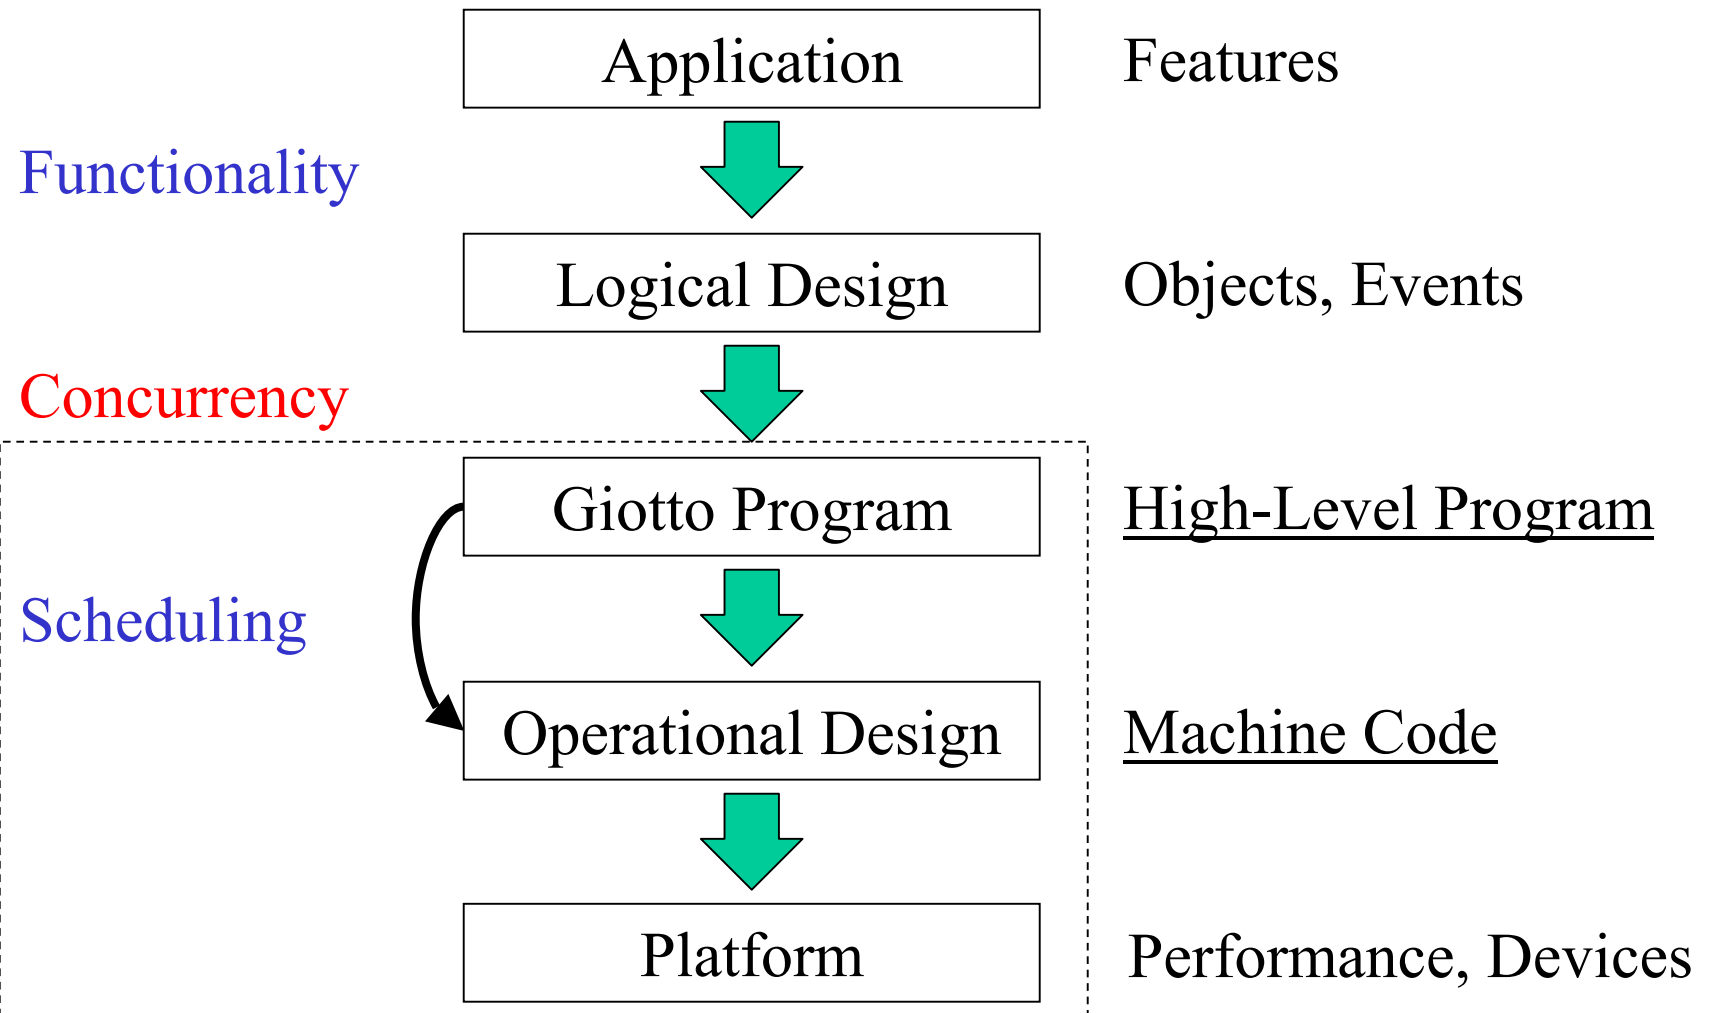 Application
Features
Functionality
Logical Design
Objects, Events
Concurrency
Giotto Program
High-Level Program
Scheduling
Operational Design
Machine Code
Platform
Performance, Devices